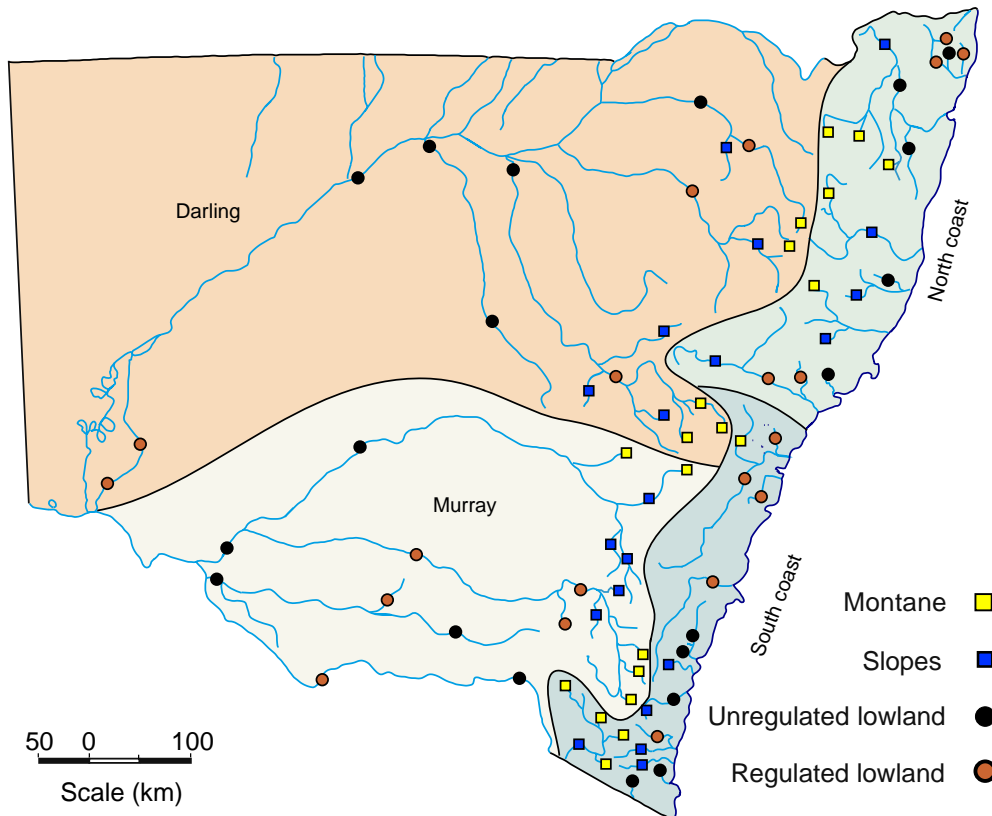 Darling
North coast
Murray
South coast
Montane
Slopes
Unregulated lowland
Regulated lowland
50 0 100
Scale (km)